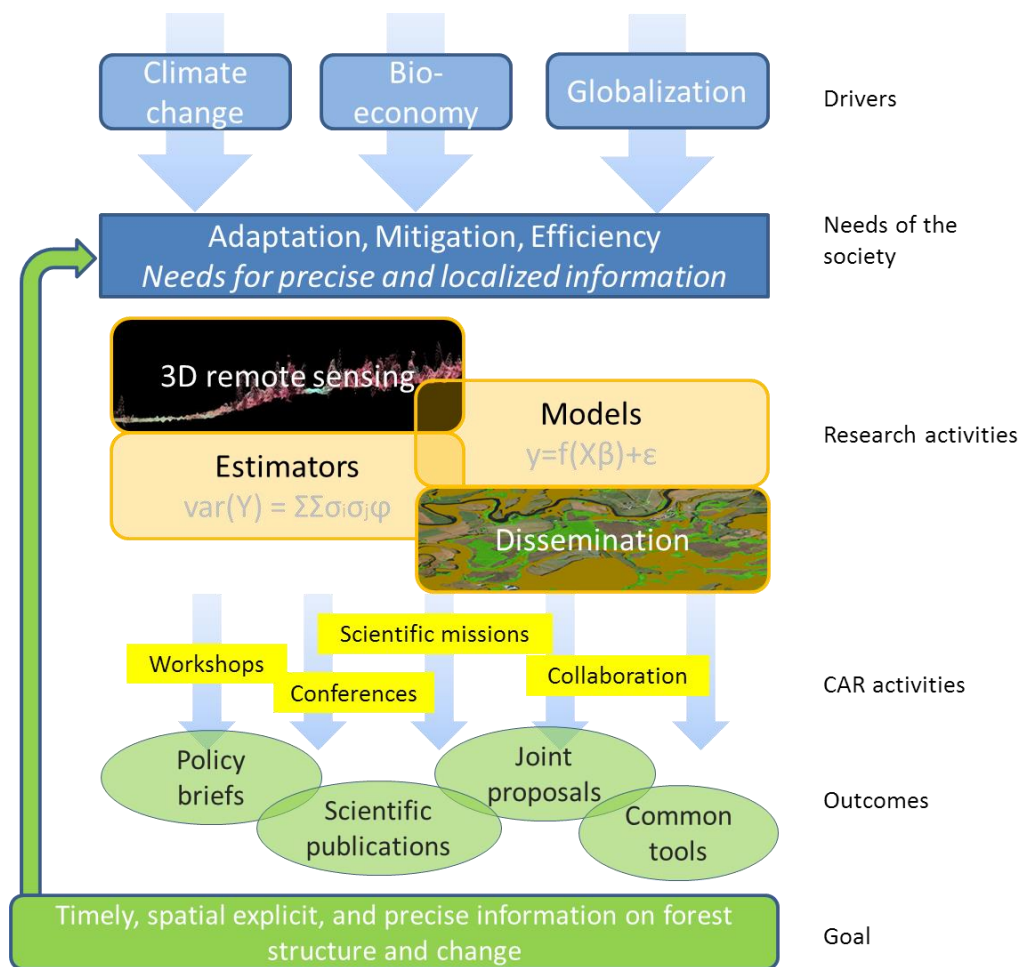 Climate
change
Bio-
economy
Globalization
Drivers
Adaptation, Mitigation, Efficiency
Needs for precise and localized information
Needs of the
society
3D remote sensing
Models
y=f(Xβ)+ε
Estimators
var(Y) = ΣΣσᵢσⱼφ
Dissemination
Research activities
Scientific missions
Workshops
Collaboration
Conferences
CAR activities
Policy
briefs
Joint
proposals
Scientific
publications
Common
tools
Outcomes
Timely, spatial explicit, and precise information on forest
structure and change
Goal